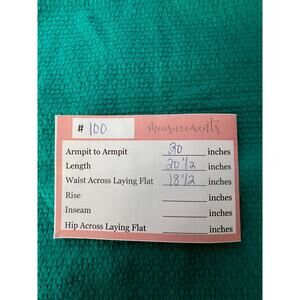 # 100 measurements
Armpit to Armpit 20 inches
Length 20 1/2 inches
Waist Across Laying Flat 18 1/2 inches
Rise inches
Inseam inches
Hip Across Laying Flat inches